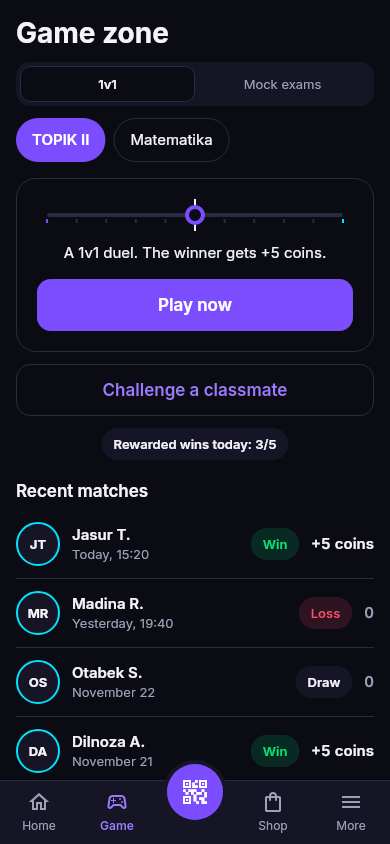 Game zone
1v1
Mock exams
TOPIK II
Matematika
A 1v1 duel. The winner gets +5 coins.
Play now
Challenge a classmate
Rewarded wins today: 3/5
Recent matches
JT
Jasur T.
Today, 15:20
Win
+5 coins
MR
Madina R.
Yesterday, 19:40
Loss
0
OS
Otabek S.
November 22
Draw
0
DA
Dilnoza A.
November 21
Win
+5 coins
Home
Game
Shop
More